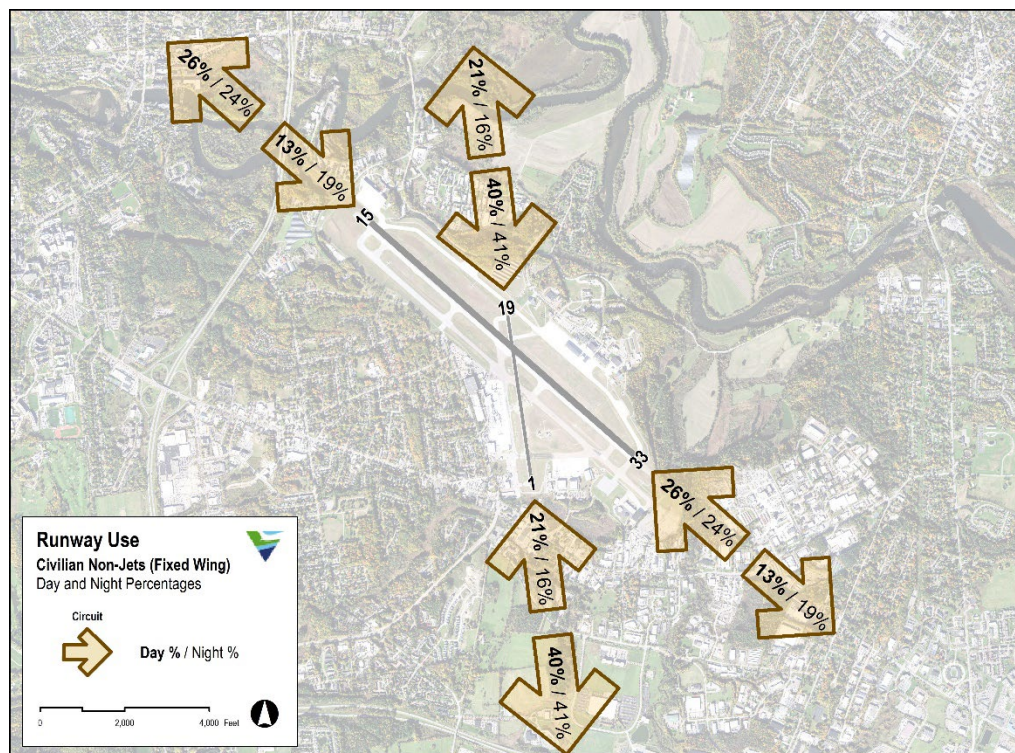 26% / 24%
21% / 16%
13% / 19%
40% / 41%
15
19
33
1
26% / 24%
21% / 16%
13% / 19%
40% / 41%
Runway Use
Civilian Non-Jets (Fixed Wing)
Day and Night Percentages
Circuit
Day % / Night %
0 2,000 4,000 Feet